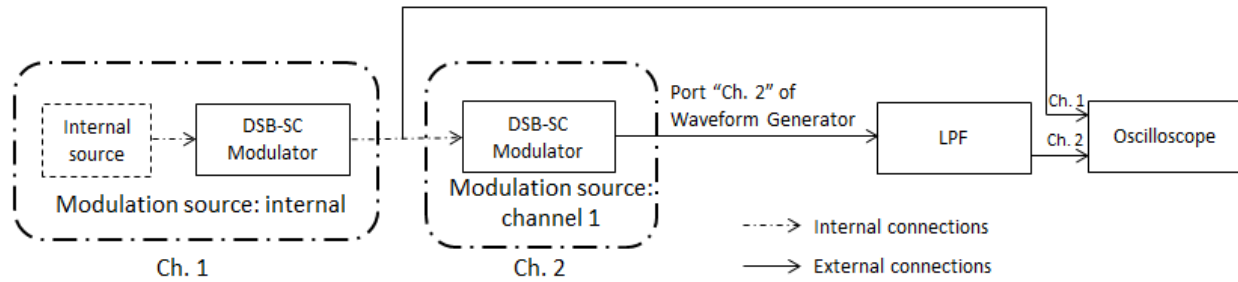 Internal
source
DSB-SC
Modulator
Modulation source: internal
Ch. 1
DSB-SC
Modulator
Modulation source:
channel 1
Ch. 2
Port “Ch. 2” of
Waveform Generator
LPF
Ch. 1
Ch. 2
Oscilloscope
Internal connections
External connections